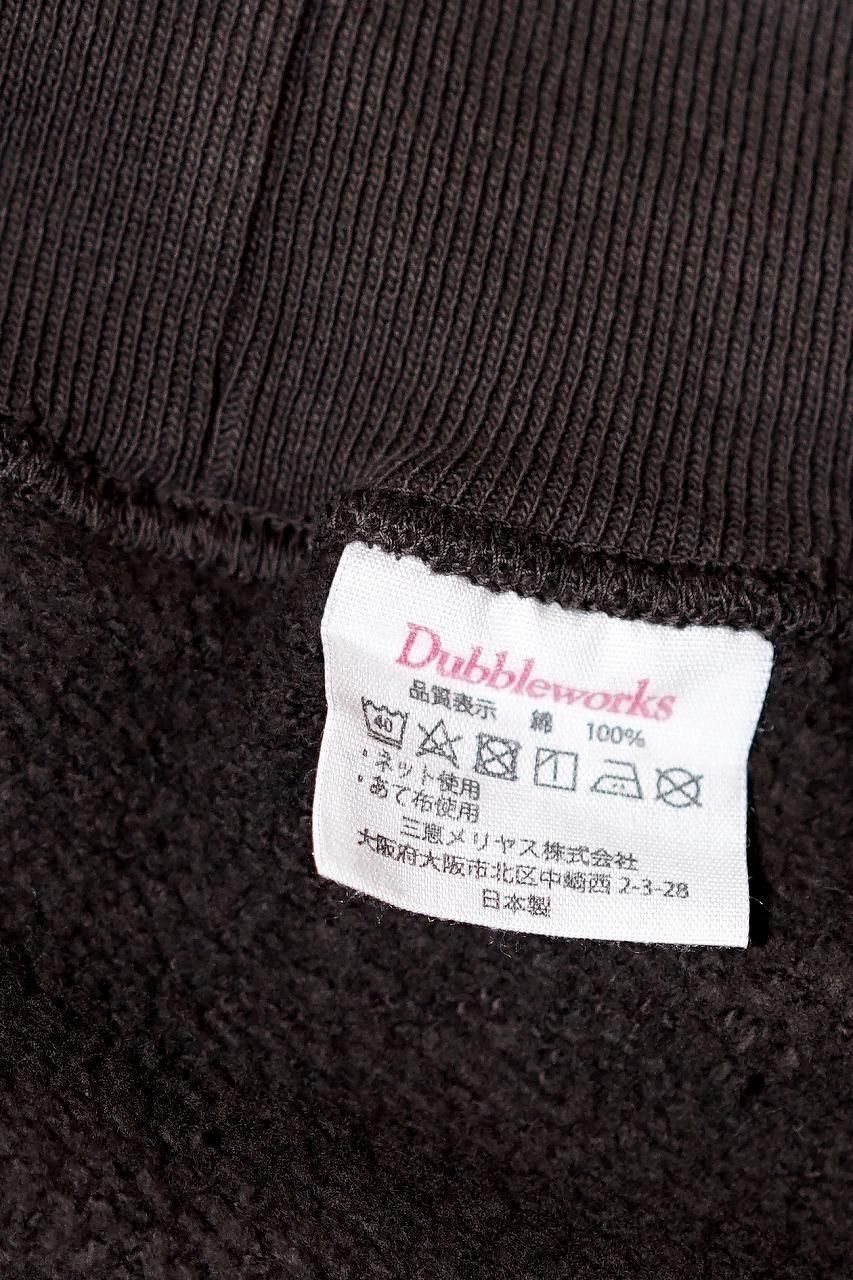 Dubbleworks
品質表示 綿 100%
40
・ネット使用
・あて布使用
三恵メリヤス株式会社
大阪府大阪市北区中崎西 2-3-28
日本製